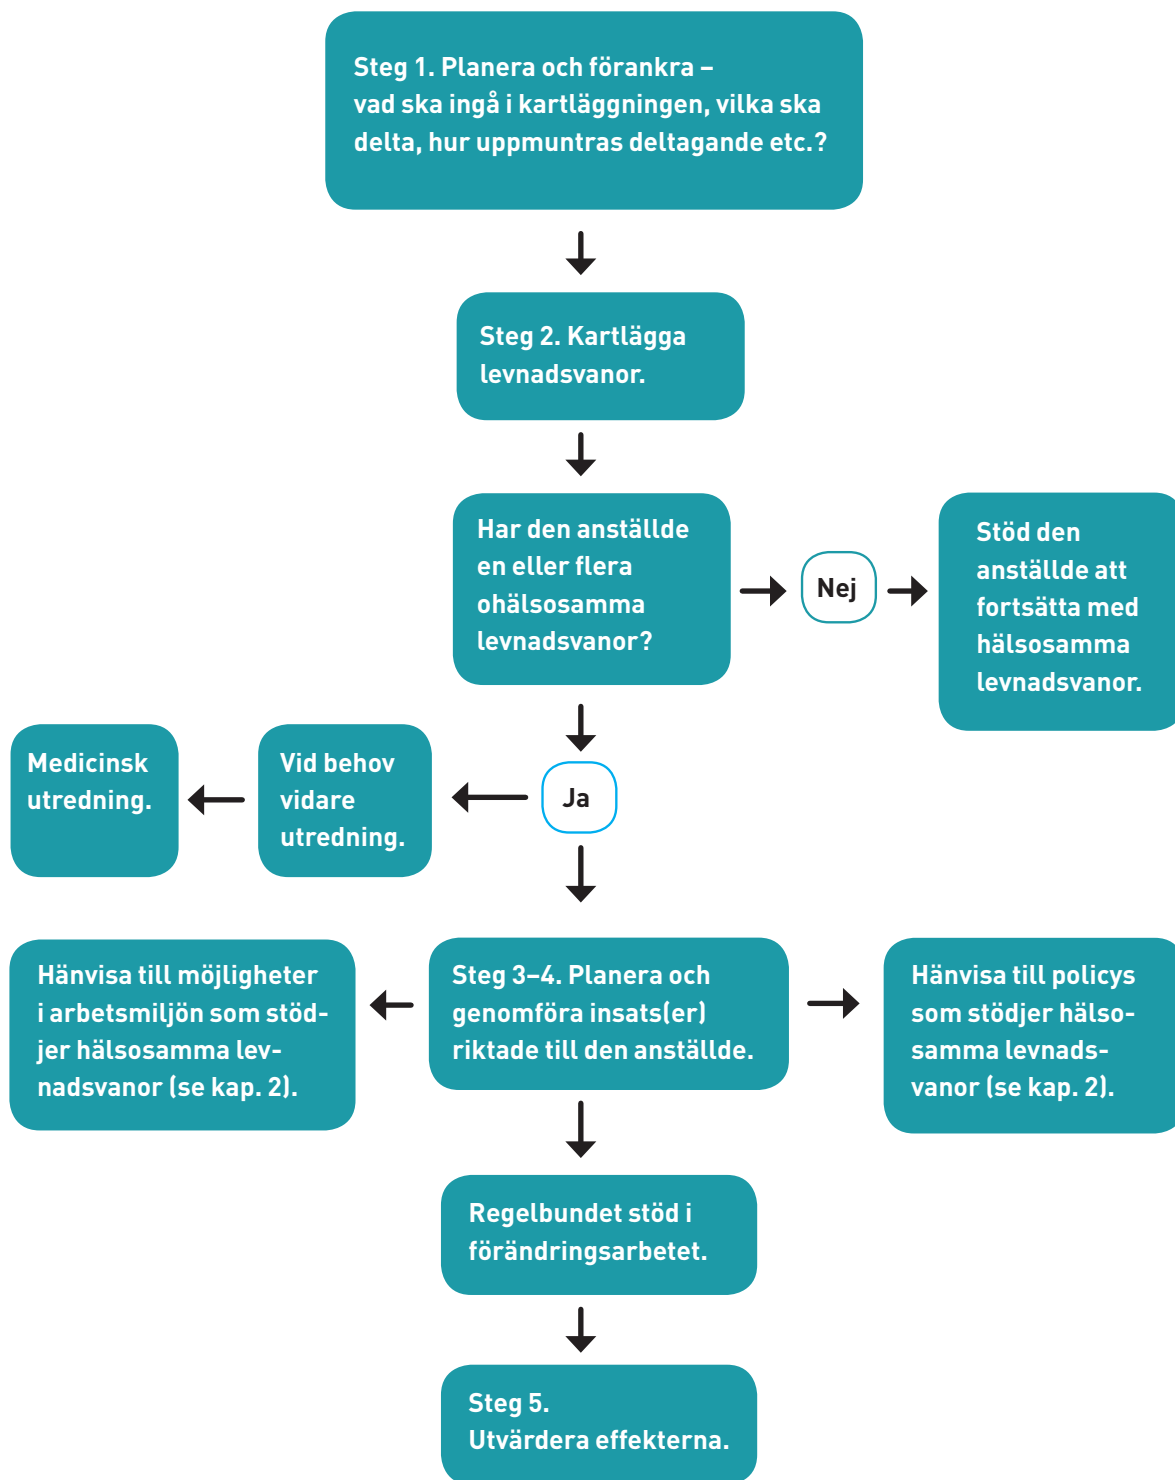 Steg 1. Planera och förankra –
vad ska ingå i kartläggningen, vilka ska
delta, hur uppmuntras deltagande etc.?
Steg 2. Kartlägga
levnadsvanor.
Har den anställde
en eller flera
ohälsosamma
levnadsvanor?
Nej
Stöd den
anställde att
fortsätta med
hälsosamma
levnadsvanor.
Ja
Vid behov
vidare
utredning.
Medicinsk
utredning.
Steg 3–4. Planera och
genomföra insats(er)
riktade till den anställde.
Hänvisa till möjligheter
i arbetsmiljön som stöd-
jer hälsosamma lev-
nadsvanor (se kap. 2).
Hänvisa till policys
som stödjer hälso-
samma levnads-
vanor (se kap. 2).
Regelbundet stöd i
förändringsarbetet.
Steg 5.
Utvärdera effekterna.